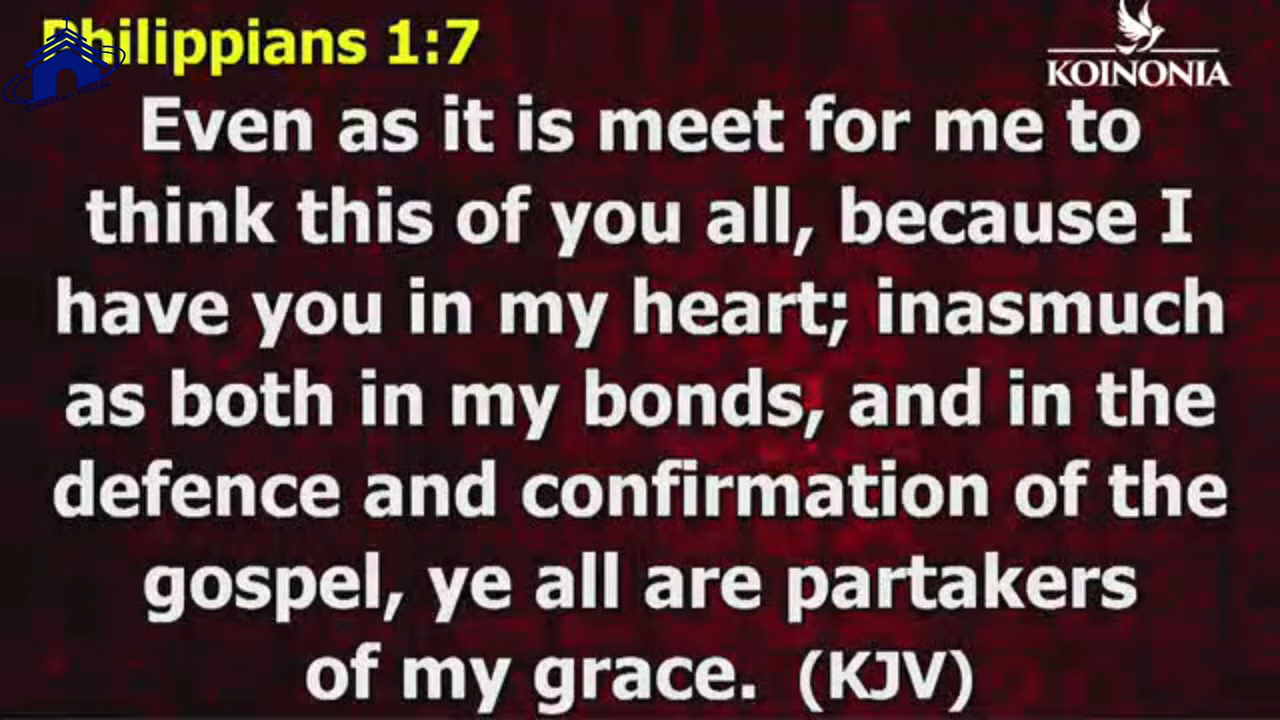 Philippians 1:7
KOINONIA
Even as it is meet for me to
think this of you all, because I
have you in my heart; inasmuch
as both in my bonds, and in the
defence and confirmation of the
gospel, ye all are partakers
of my grace. (KJV)